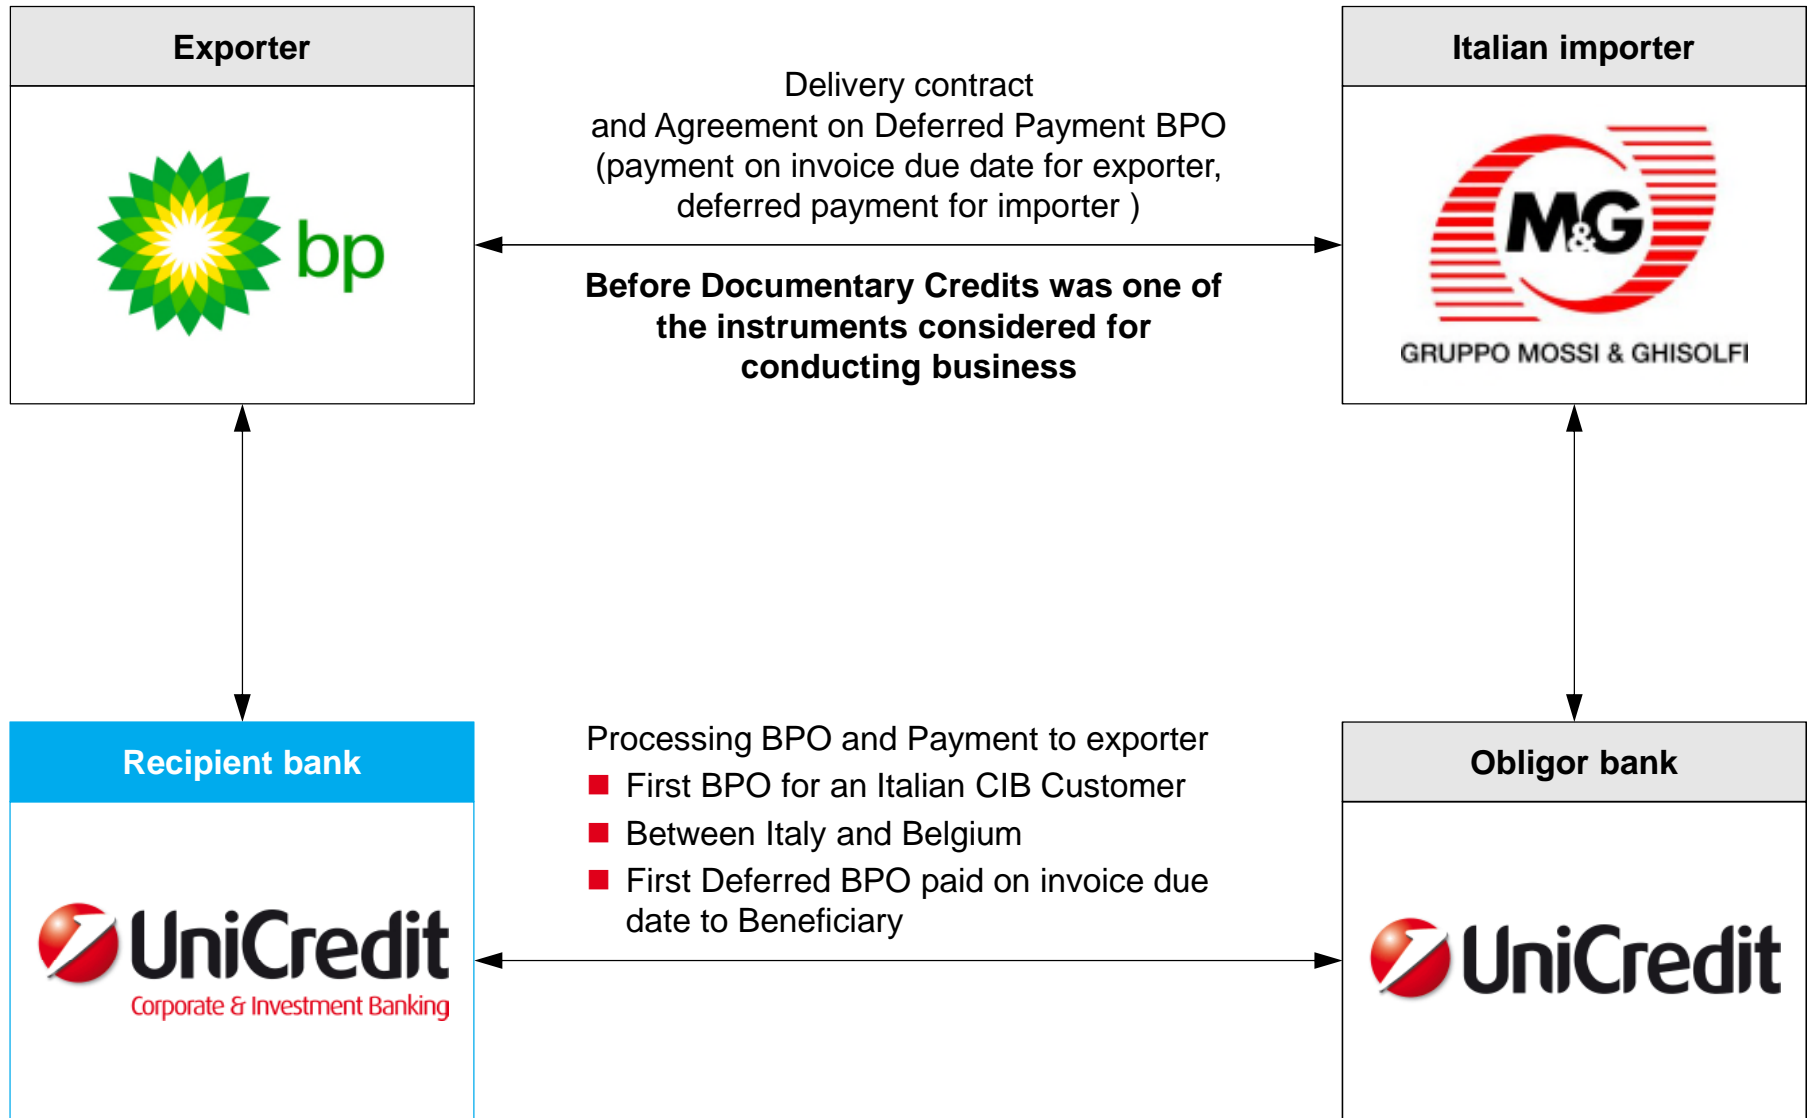 Exporter
Delivery contract
and Agreement on Deferred Payment BPO
(payment on invoice due date for exporter,
deferred payment for importer )
Before Documentary Credits was one of
the instruments considered for
conducting business
bp
Italian importer
M&G
GRUPPO MOSSI & GHISOLFI
Recipient bank
UniCredit
Corporate & Investment Banking
Processing BPO and Payment to exporter
First BPO for an Italian CIB Customer
Between Italy and Belgium
First Deferred BPO paid on invoice due
date to Beneficiary
Obligor bank
UniCredit